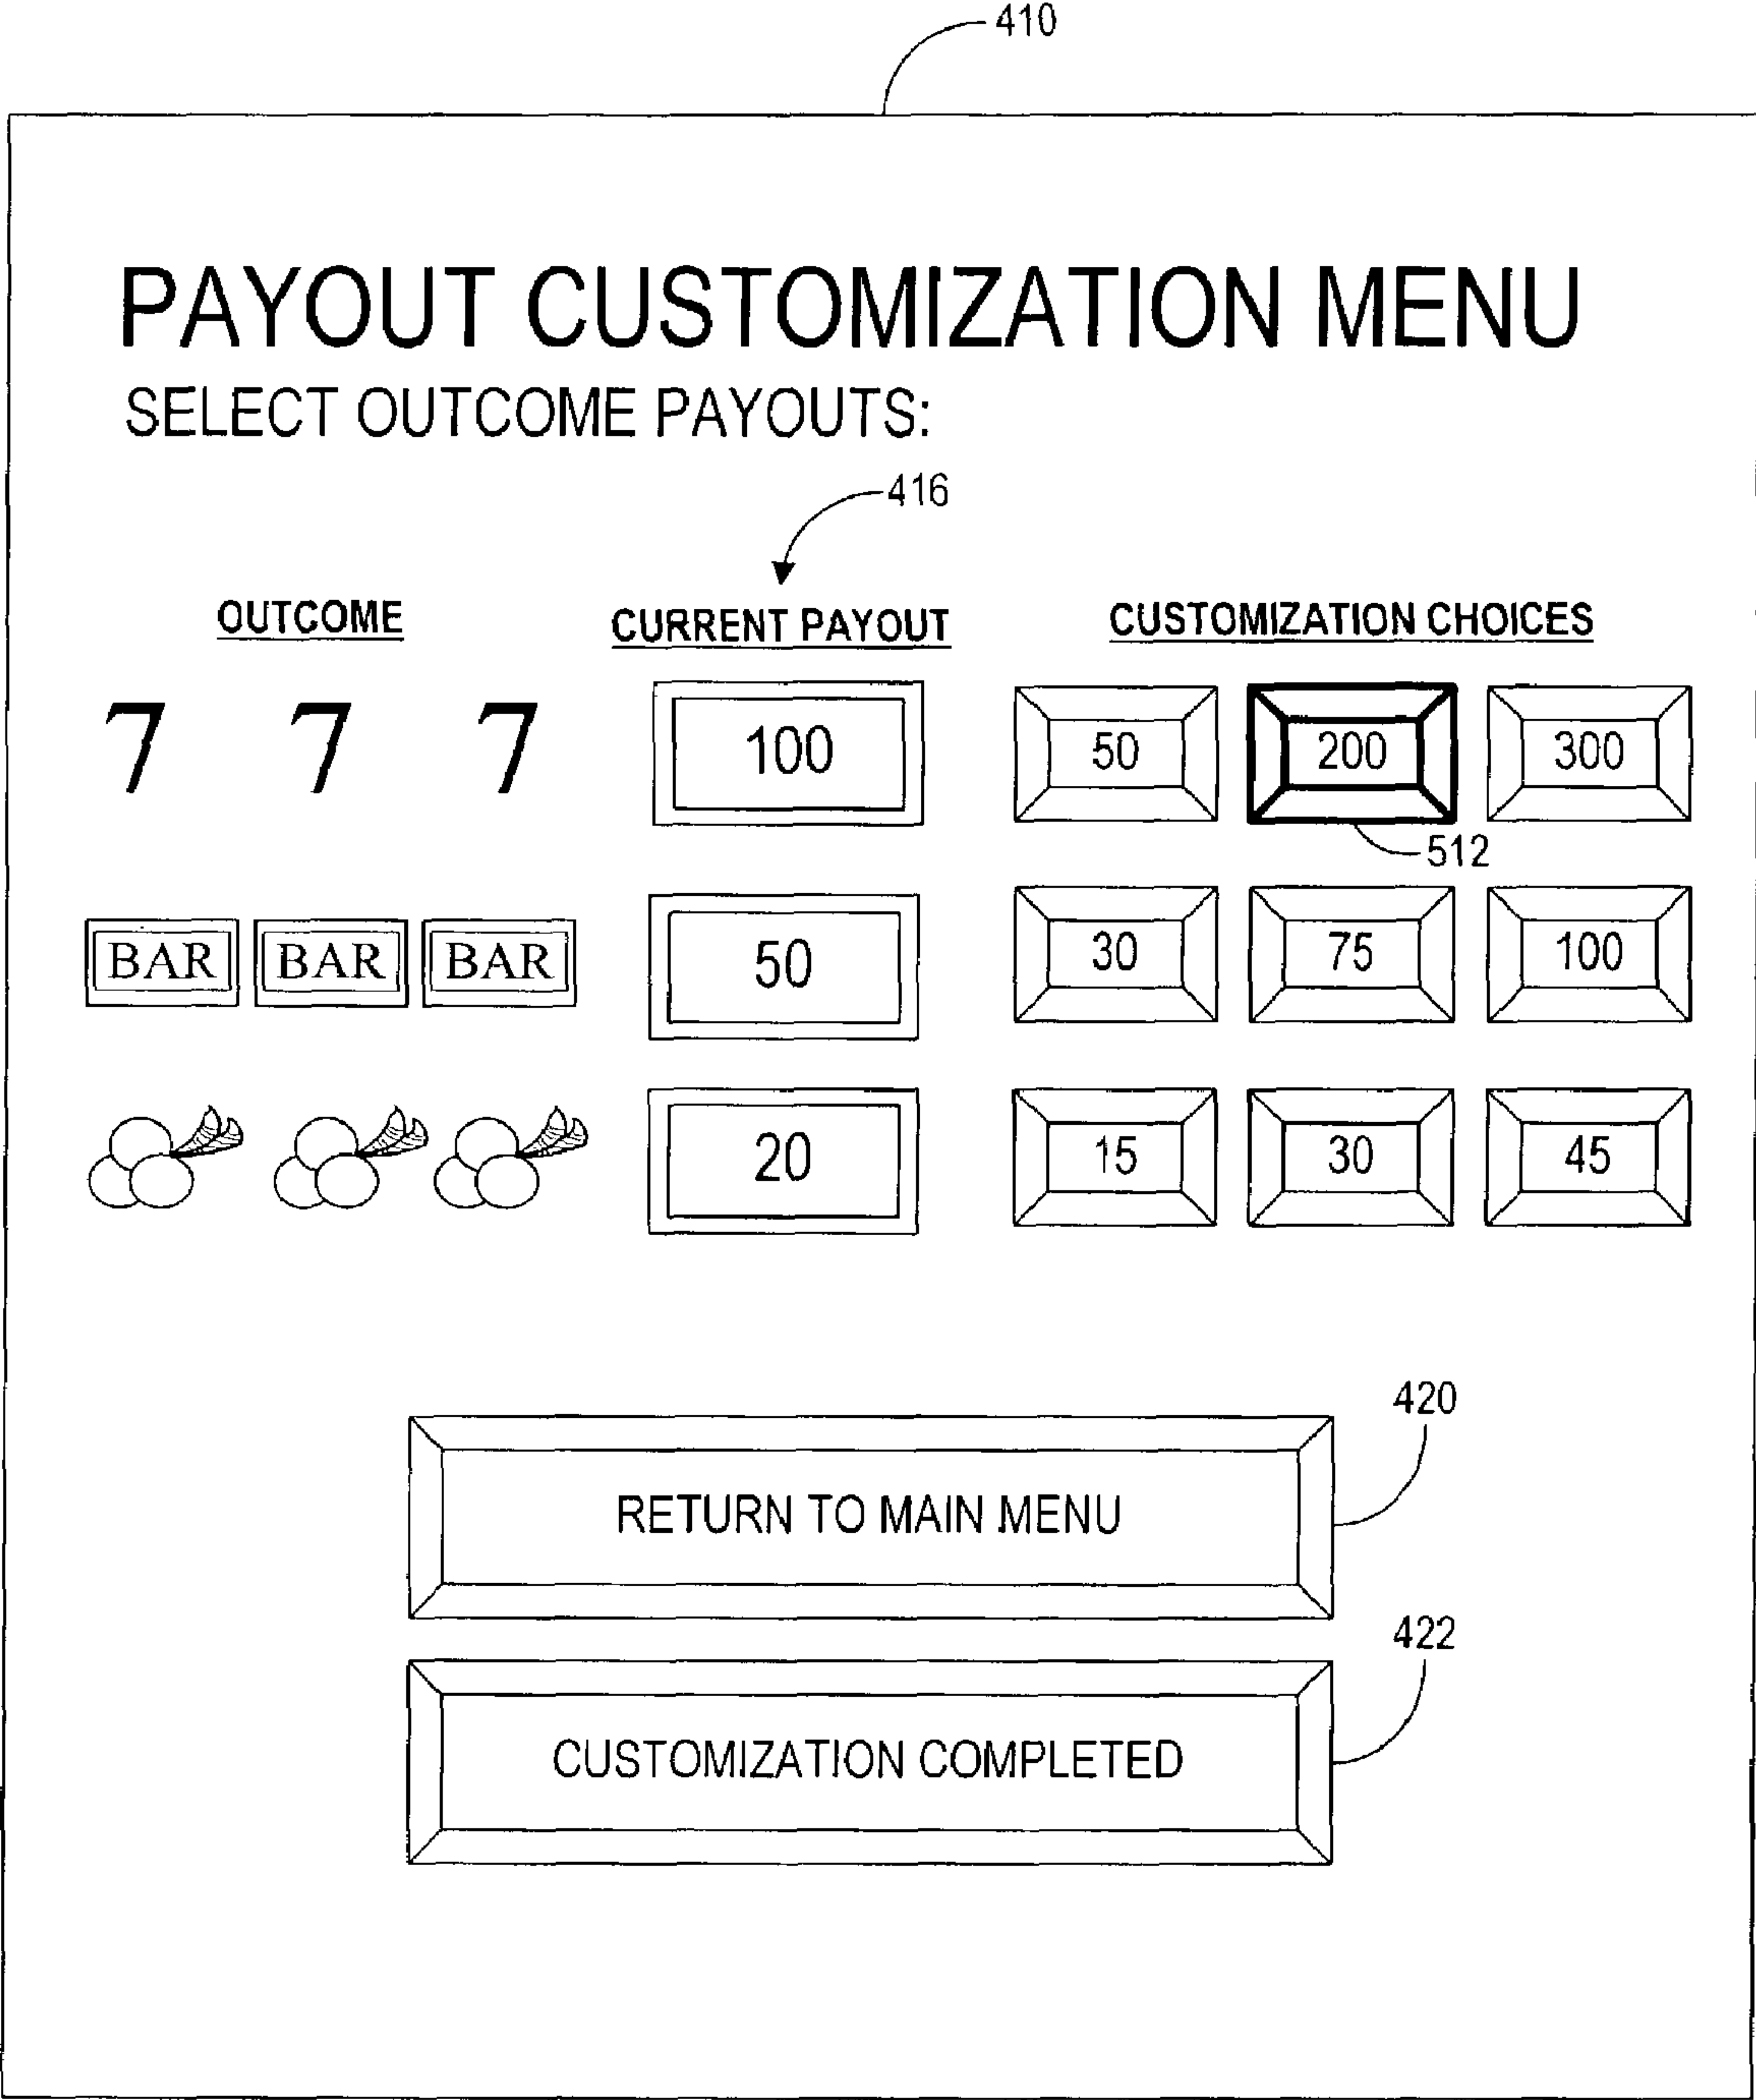 410
PAYOUT CUSTOMIZATION MENU
SELECT OUTCOME PAYOUTS:
416
OUTCOME CURRENT PAYOUT CUSTOMIZATION CHOICES
7 7 7 100 50 200 300
512
BAR BAR BAR 50 30 75 100
20 15 30 45
420
RETURN TO MAIN MENU
422
CUSTOMIZATION COMPLETED